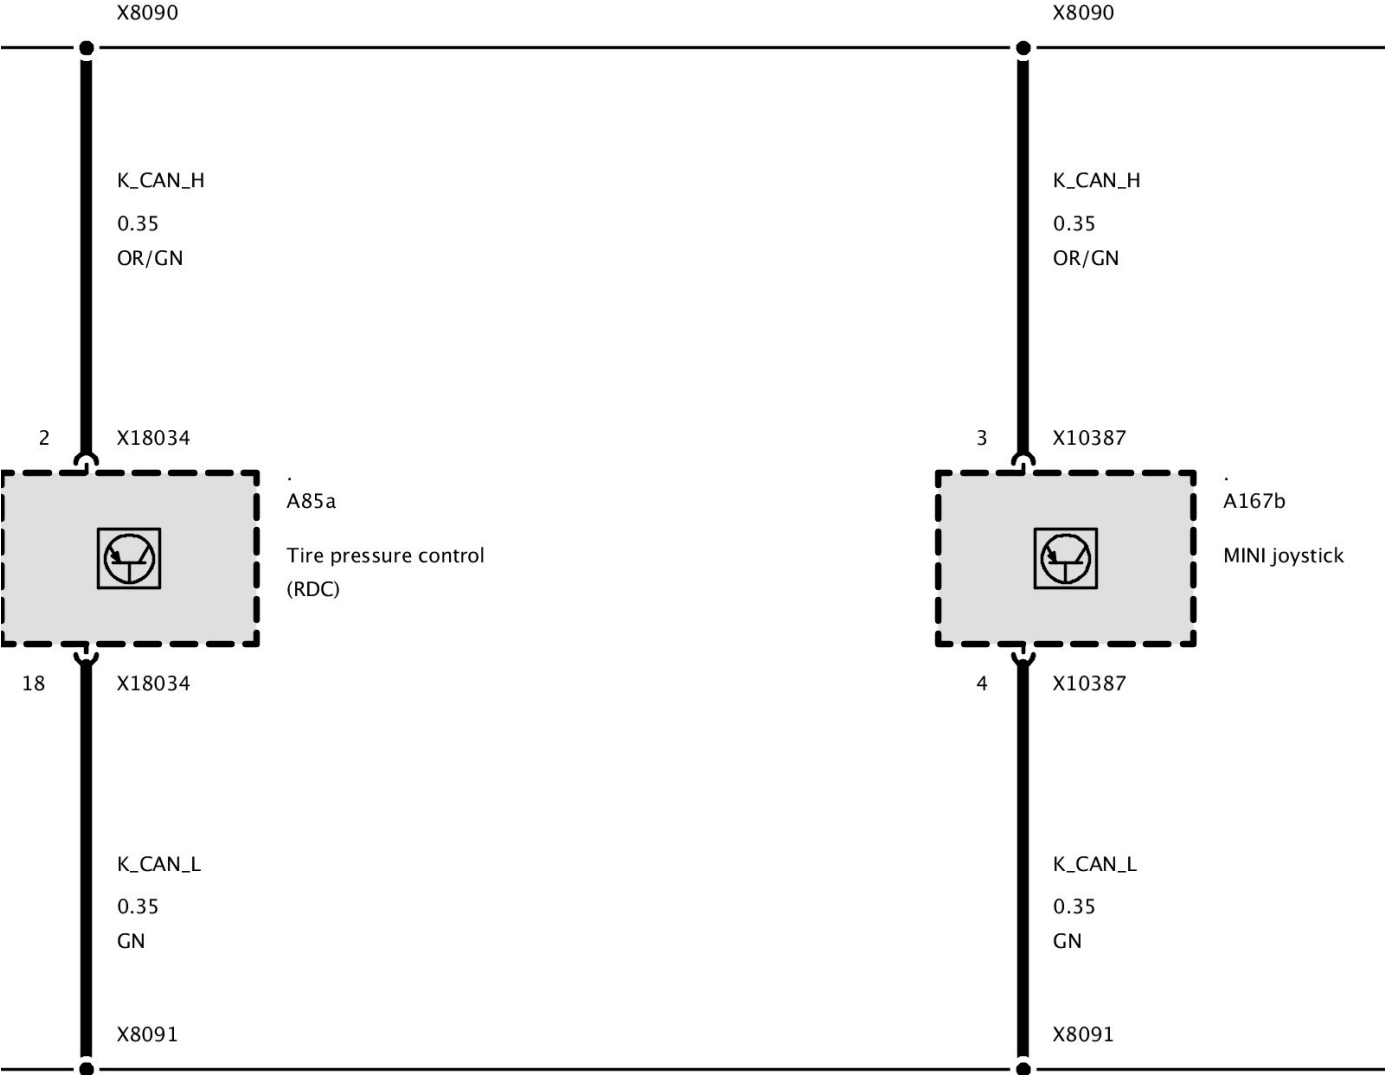 X8090
X8090
K_CAN_H
0.35
OR/GN
K_CAN_H
0.35
OR/GN
2
X18034
3
X10387
.
A85a
Tire pressure control
(RDC)
.
A167b
MINI joystick
18
X18034
4
X10387
K_CAN_L
0.35
GN
K_CAN_L
0.35
GN
X8091
X8091